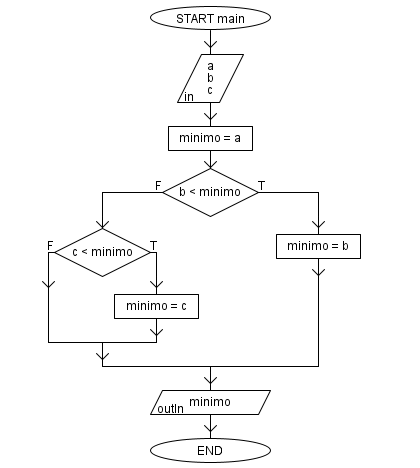 START main
a
b
c
in
minimo = a
F
b < minimo
T
F
c < minimo
T
minimo = b
minimo = c
minimo
outln
END